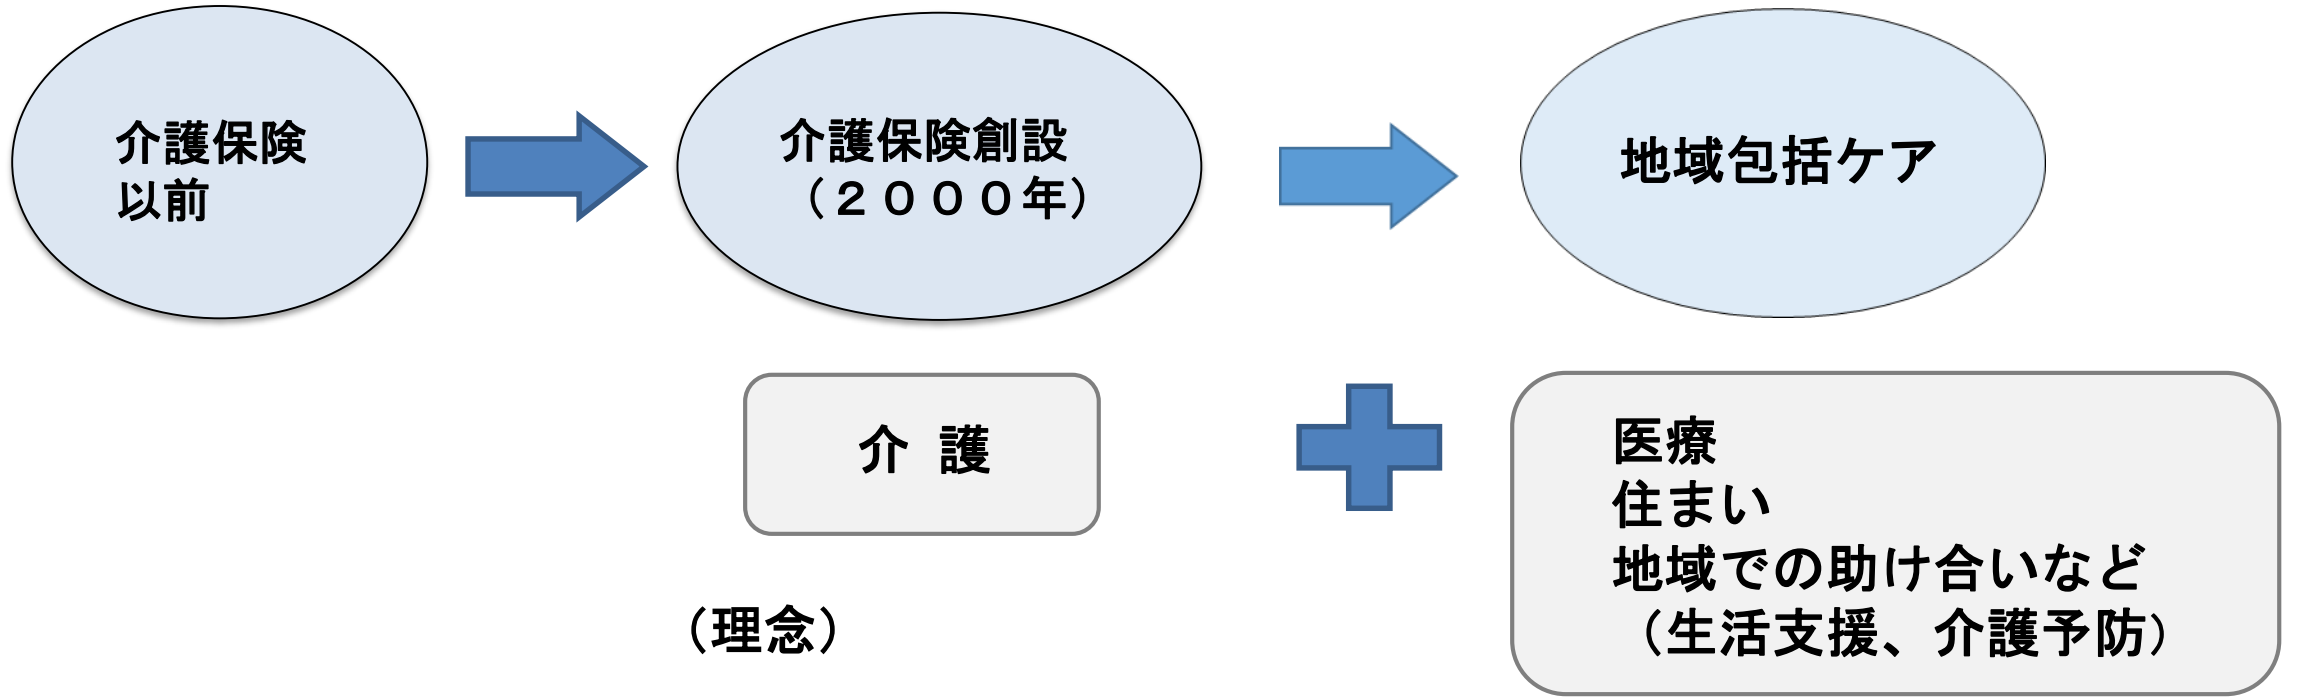 介護保険
以前
介護保険創設
（２０００年）
地域包括ケア
介 護
医療
住まい
地域での助け合いなど
（生活支援、介護予防）
（理念）